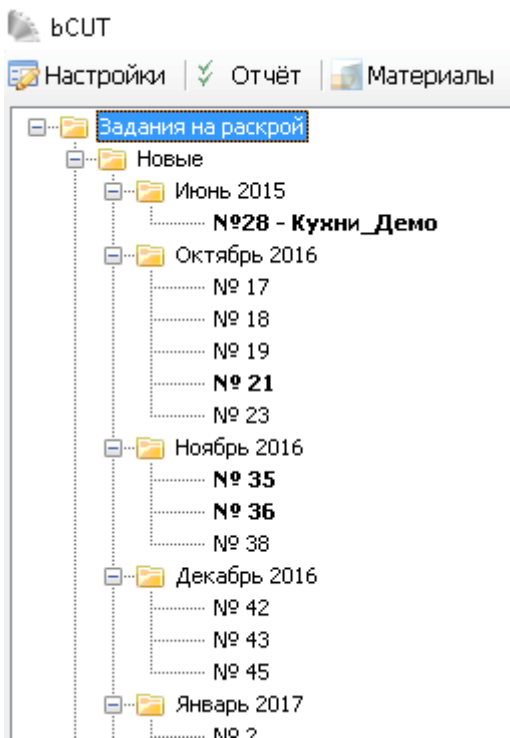 bCUT
Настройки Отчёт Материалы
Задания на раскрой
Новые
Июнь 2015
№28 - Кухни_Демо
Октябрь 2016
№ 17
№ 18
№ 19
№ 21
№ 23
Ноябрь 2016
№ 35
№ 36
№ 38
Декабрь 2016
№ 42
№ 43
№ 45
Январь 2017
№ 2